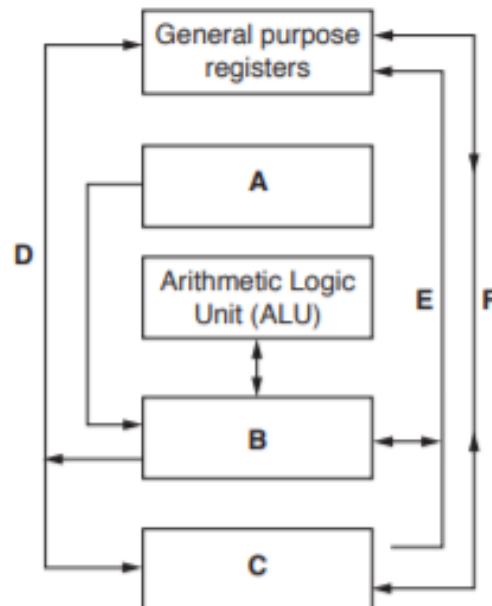 General purpose
registers
A
D
Arithmetic Logic
Unit (ALU)
E
F
B
C